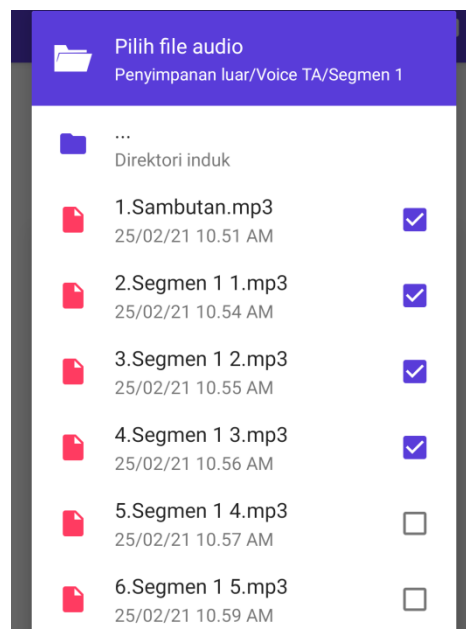 Pilih file audio
Penyimpanan luar/Voice TA/Segmen 1
...
Direktori induk
1.Sambutan.mp3
25/02/21 10.51 AM
2.Segmen 1 1.mp3
25/02/21 10.54 AM
3.Segmen 1 2.mp3
25/02/21 10.55 AM
4.Segmen 1 3.mp3
25/02/21 10.56 AM
5.Segmen 1 4.mp3
25/02/21 10.57 AM
6.Segmen 1 5.mp3
25/02/21 10.59 AM